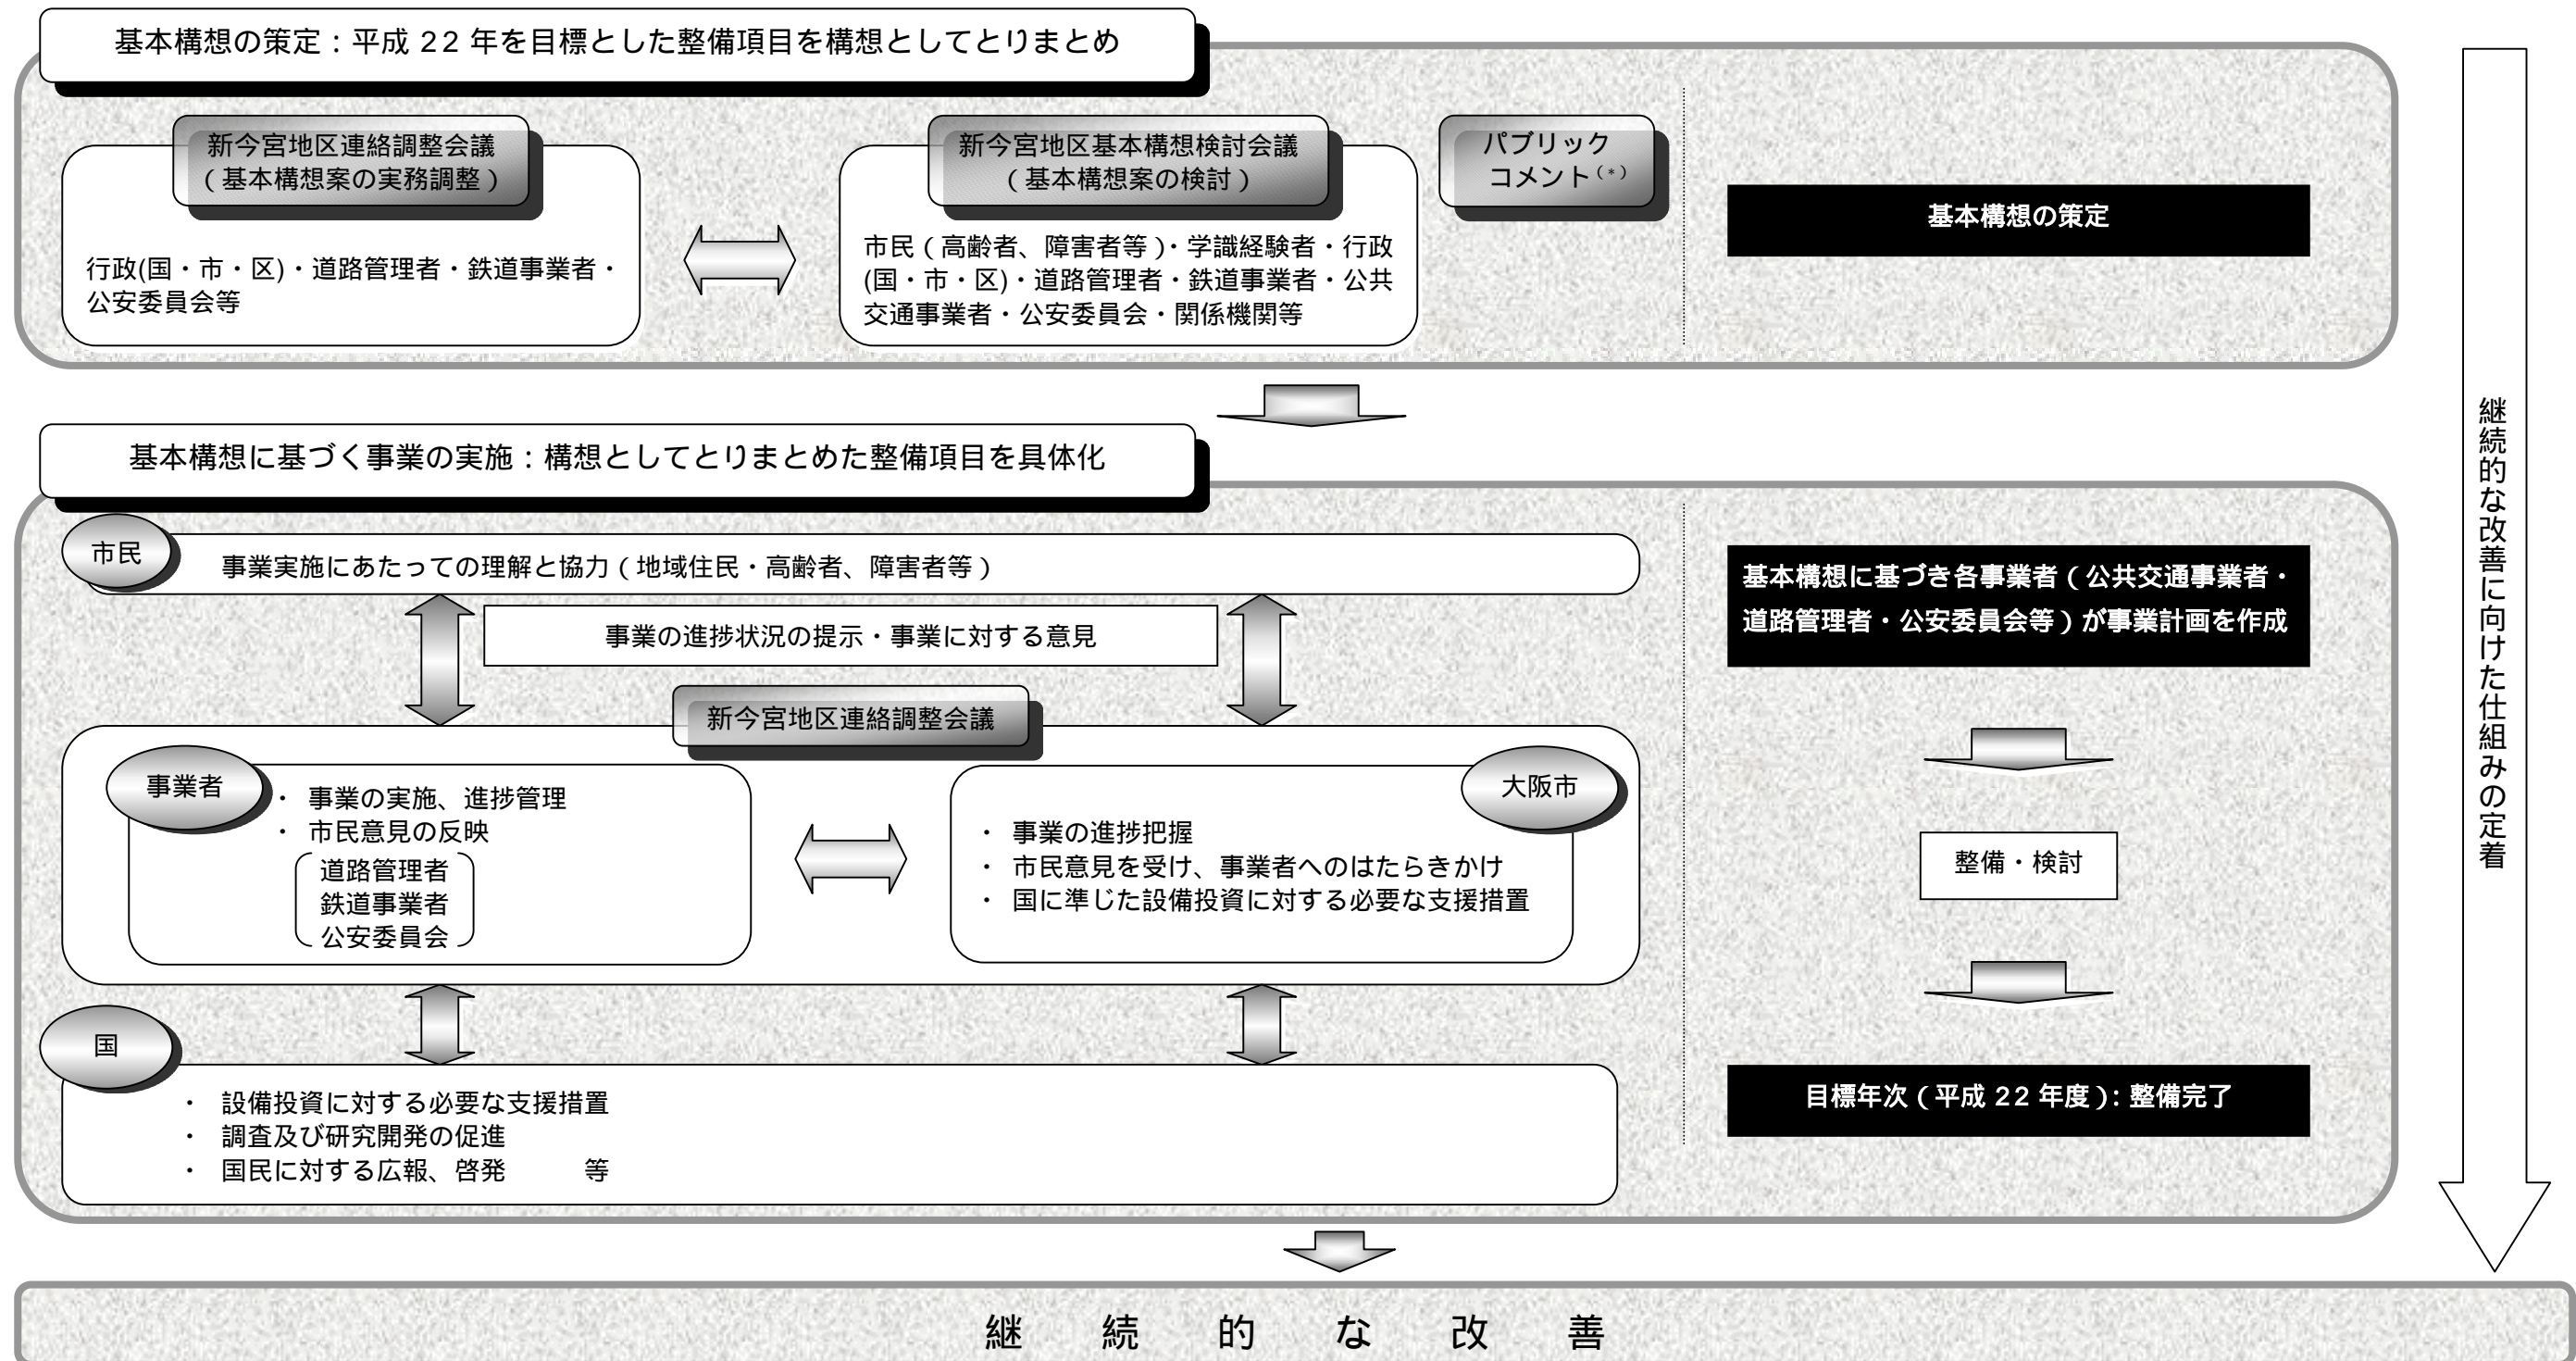 基本構想の策定：平成 22 年を目標とした整備項目を構想としてとりまとめ
新今宮地区連絡調整会議
（基本構想案の実務調整）
行政(国・市・区)・道路管理者・鉄道事業者・
公安委員会等
新今宮地区基本構想検討会議
（基本構想案の検討）
市民（高齢者、障害者等）・学識経験者・行政
(国・市・区)・道路管理者・鉄道事業者・公共
交通事業者・公安委員会・関係機関等
パブリック
コメント（*）
基本構想の策定
基本構想に基づく事業の実施：構想としてとりまとめた整備項目を具体化
市民
事業実施にあたっての理解と協力（地域住民・高齢者、障害者等）
事業の進捗状況の提示・事業に対する意見
新今宮地区連絡調整会議
事業者
・ 事業の実施、進捗管理
・ 市民意見の反映
道路管理者
鉄道事業者
公安委員会
大阪市
・ 事業の進捗把握
・ 市民意見を受け、事業者へのはたらきかけ
・ 国に準じた設備投資に対する必要な支援措置
国
・ 設備投資に対する必要な支援措置
・ 調査及び研究開発の促進
・ 国民に対する広報、啓発　　　等
基本構想に基づき各事業者（公共交通事業者・
道路管理者・公安委員会等）が事業計画を作成
整備・検討
目標年次（平成 22 年度）：整備完了
継続的な改善に向けた仕組みの定着
継　続　的　な　改　善